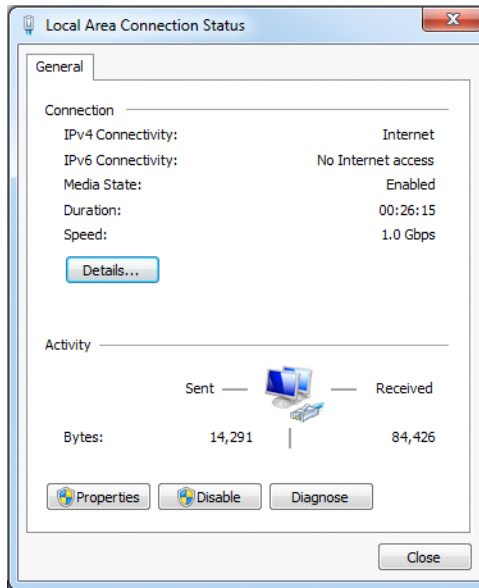 Local Area Connection Status
General
Connection
IPv4 Connectivity: Internet
IPv6 Connectivity: No Internet access
Media State: Enabled
Duration: 00:26:15
Speed: 1.0 Gbps
Details...
Activity
Sent Received
Bytes: 14,291 84,426
Properties Disable Diagnose
Close